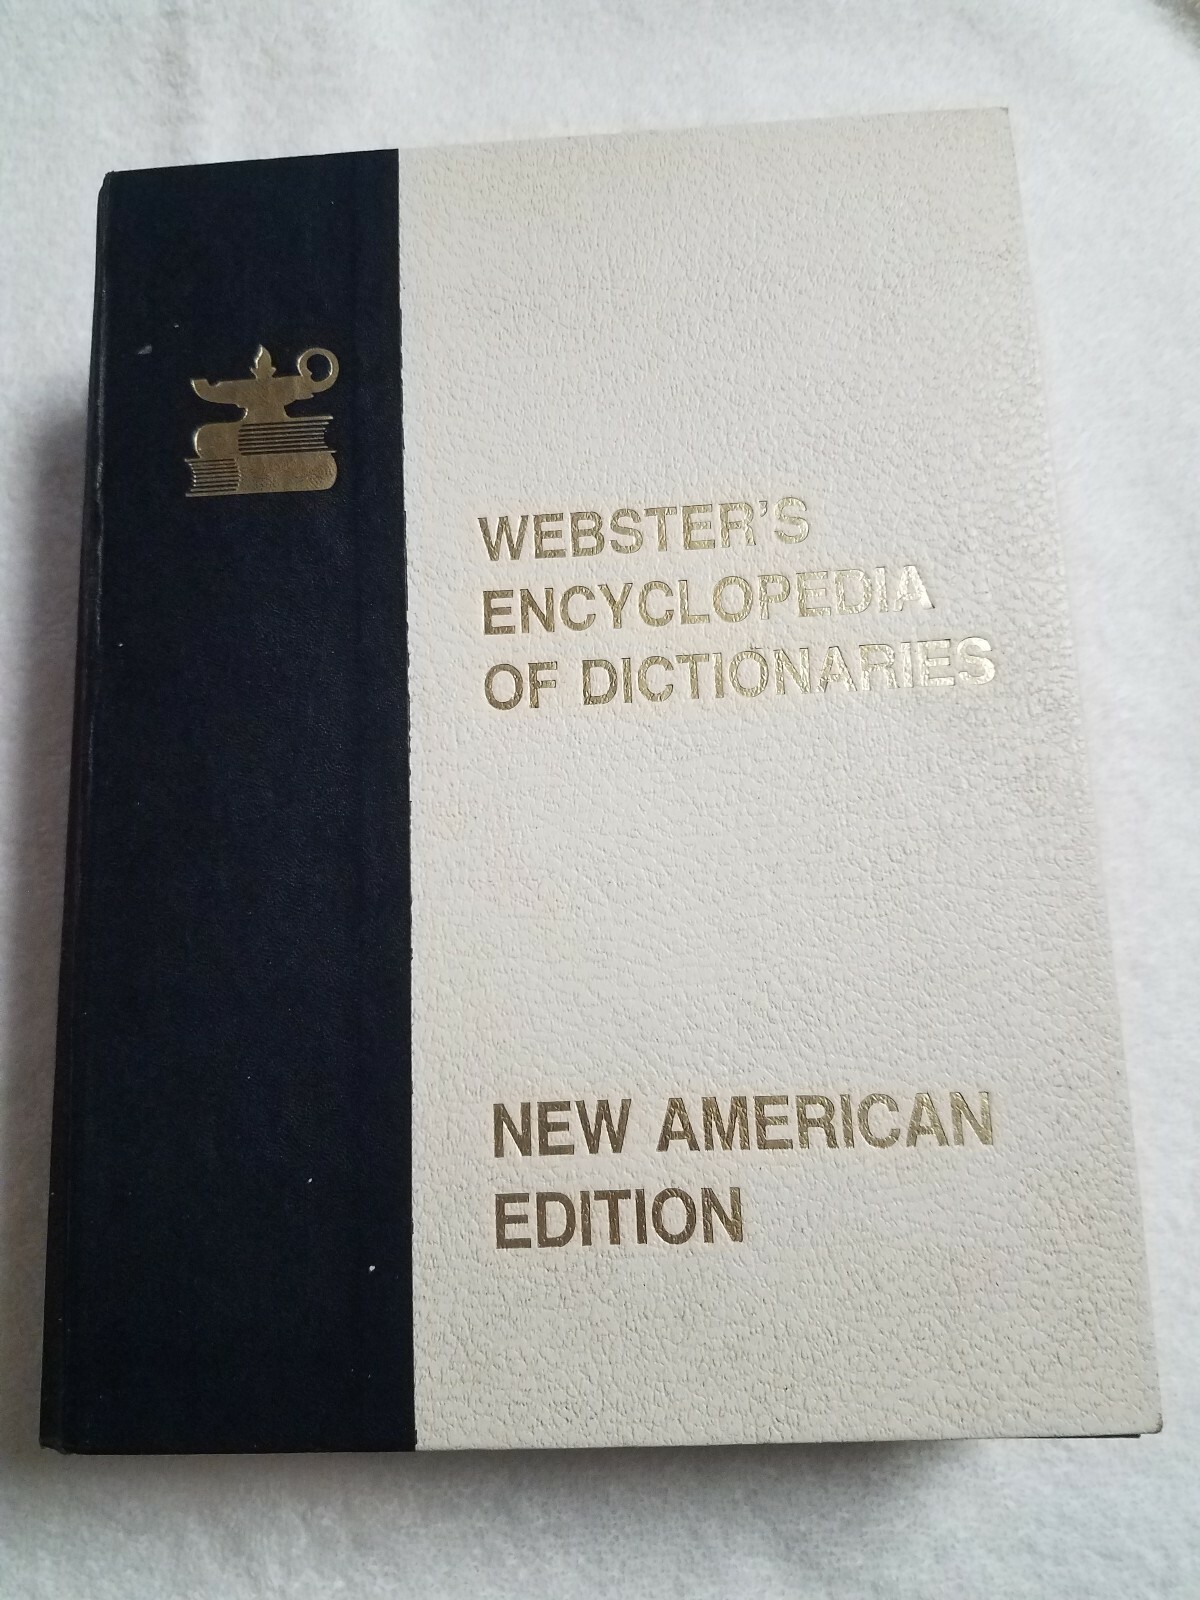 WEBSTER'S
ENCYCLOPEDIA
OF DICTIONARIES
NEW AMERICAN
EDITION